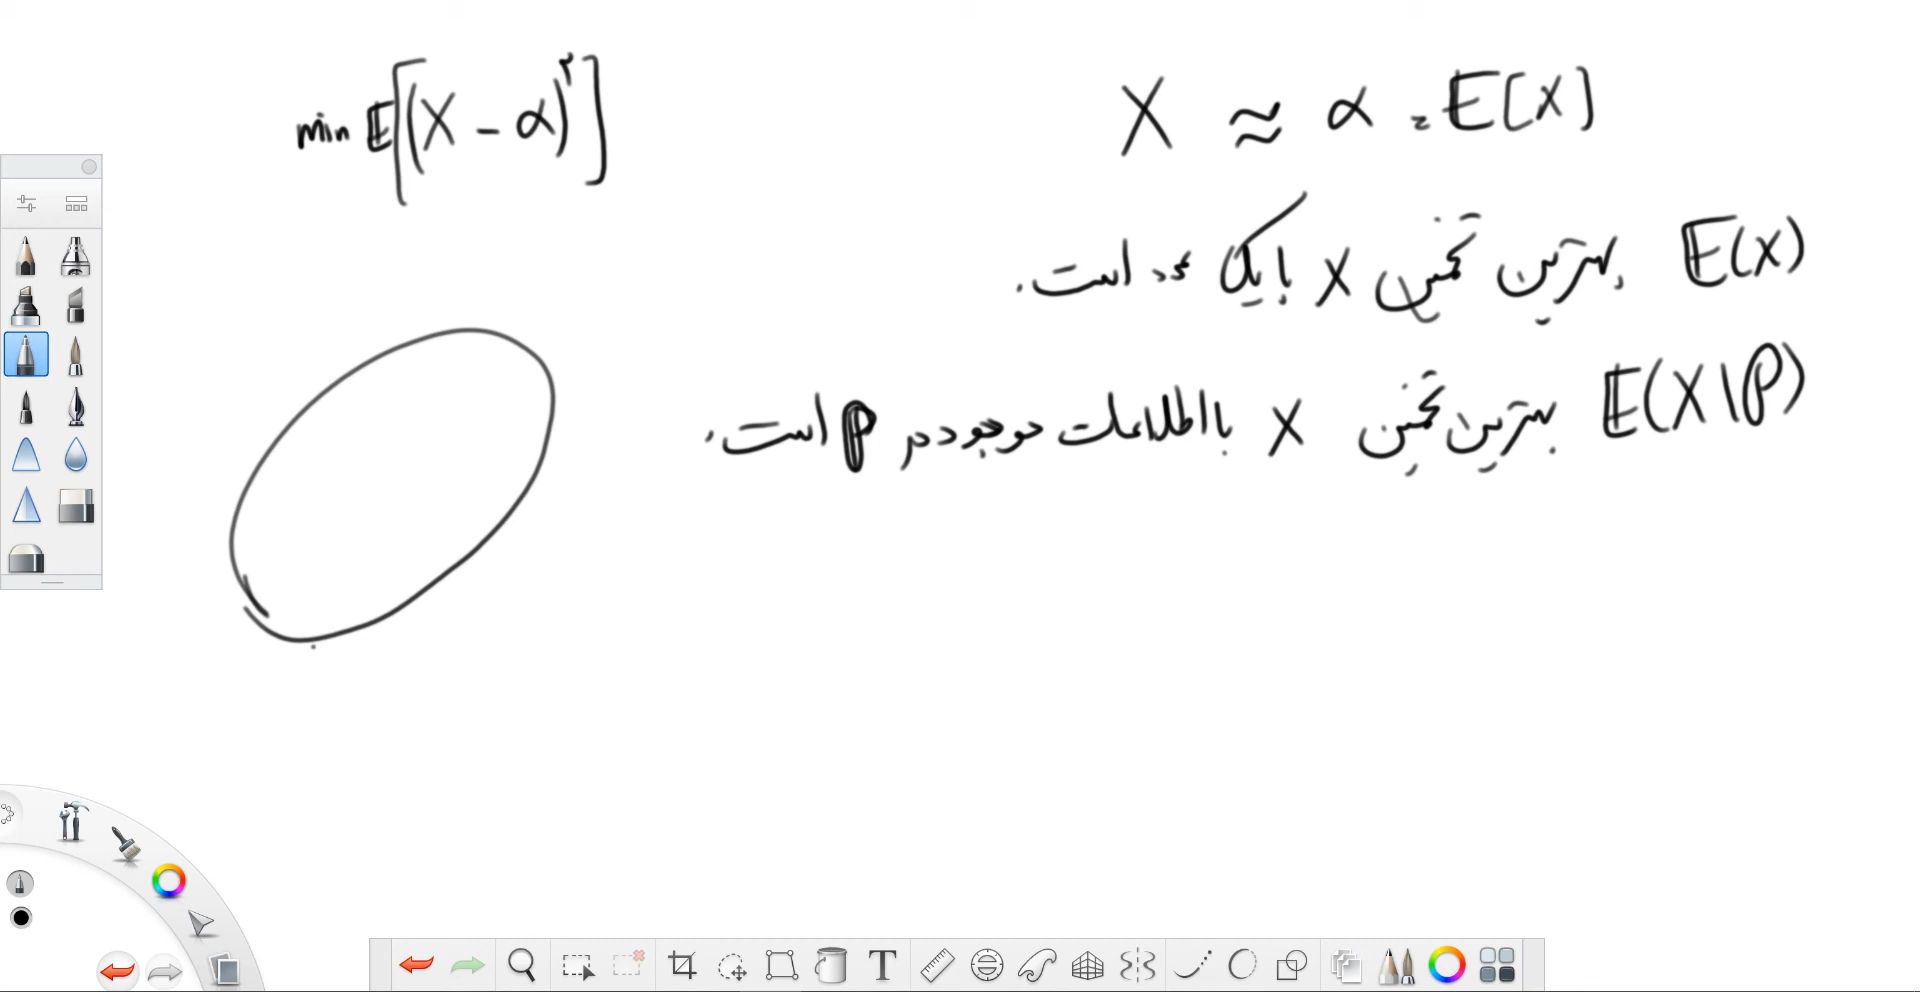 min E[(X - α)²]
X ≈ α = E[X]
E(X) بهترین تخمین X با یک عدد است.
E(X|P) بهترین تخمین X با اطلاعات موجود در P است.
T